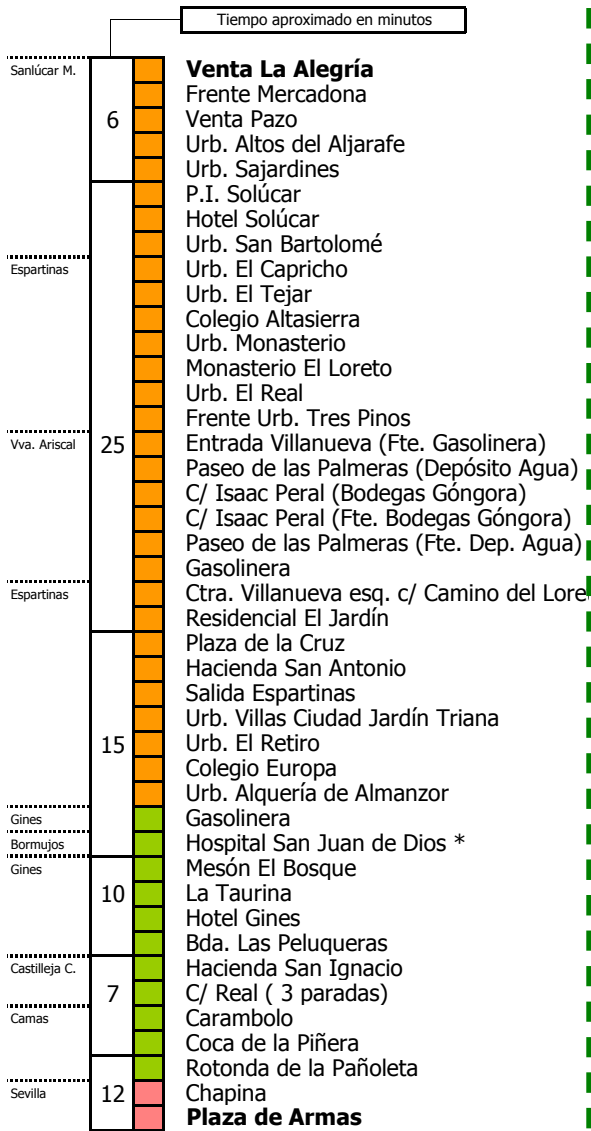 Tiempo aproximado en minutos
Sanlúcar M.
6
Venta La Alegría
Frente Mercadona
Venta Pazo
Urb. Altos del Aljarafe
Urb. Sajardines
P.I. Solúcar
Hotel Solúcar
Urb. San Bartolomé
Espartinas
Urb. El Capricho
Urb. El Tejar
Colegio Altasierra
Urb. Monasterio
Monasterio El Loreto
Urb. El Real
Frente Urb. Tres Pinos
Vva. Ariscal
25
Entrada Villanueva (Fte. Gasolinera)
Paseo de las Palmeras (Depósito Agua)
C/ Isaac Peral (Bodegas Góngora)
C/ Isaac Peral (Fte. Bodegas Góngora)
Paseo de las Palmeras (Fte. Dep. Agua)
Gasolinera
Espartinas
Ctra. Villanueva esq. c/ Camino del Lore
Residencial El Jardín
Plaza de la Cruz
Hacienda San Antonio
Salida Espartinas
Urb. Villas Ciudad Jardín Triana
15
Urb. El Retiro
Colegio Europa
Urb. Alquería de Almanzor
Gines
Gasolinera
Bormujos
Hospital San Juan de Dios *
Gines
Mesón El Bosque
10
La Taurina
Hotel Gines
Bda. Las Peluqueras
Castilleja C.
Hacienda San Ignacio
7
C/ Real ( 3 paradas)
Camas
Carambolo
Coca de la Piñera
Rotonda de la Pañoleta
Sevilla
12
Chapina
Plaza de Armas